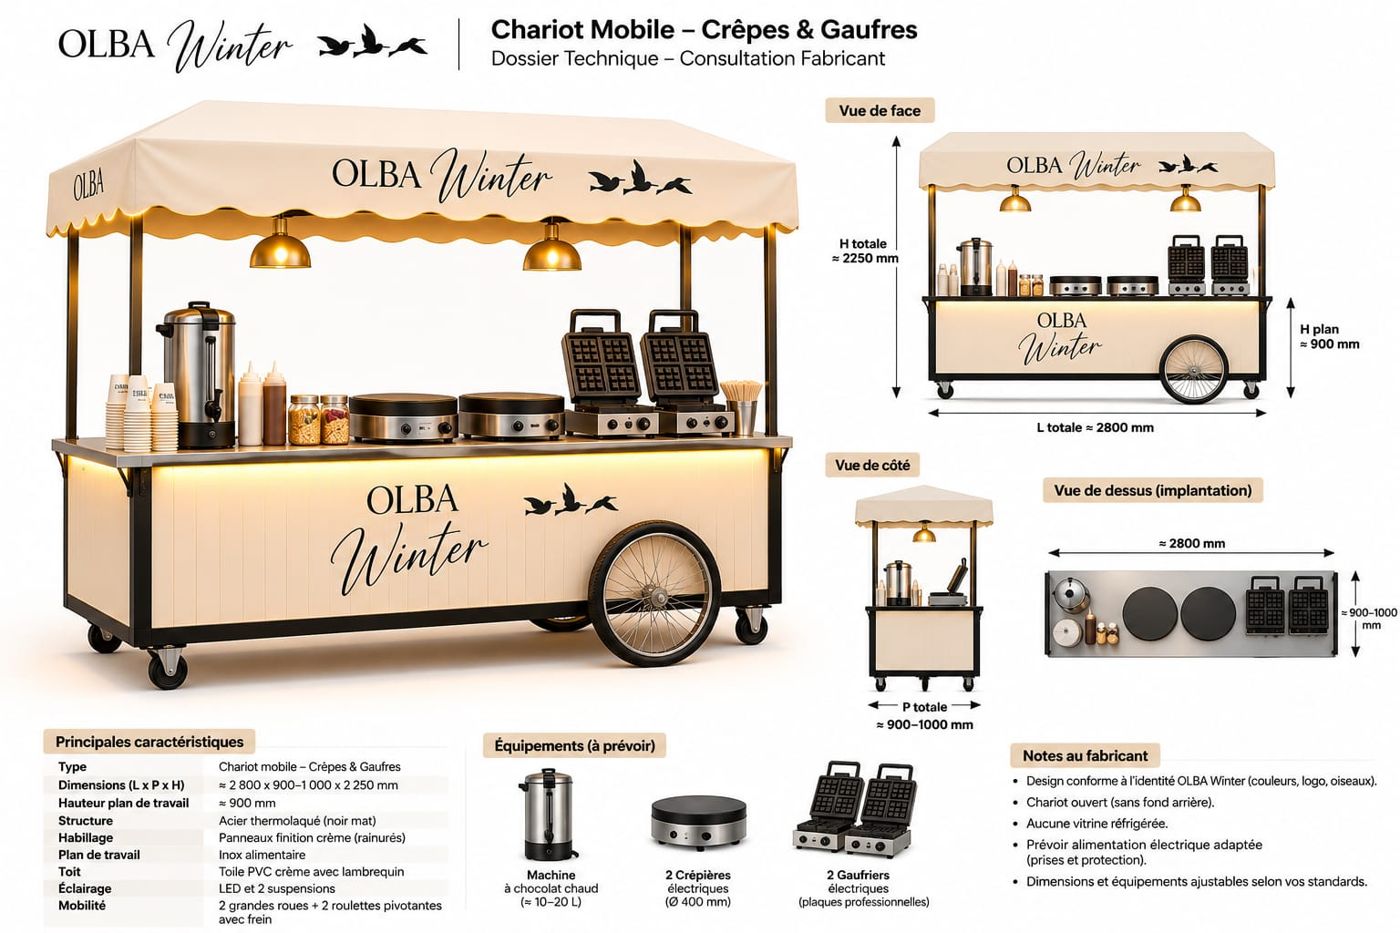 OLBA Winter
Chariot Mobile – Crêpes & Gaufres
Dossier Technique – Consultation Fabricant
OLBA
OLBA Winter
OLBA
Winter
Vue de face
OLBA Winter
H totale
≈ 2250 mm
OLBA
Winter
H plan
≈ 900 mm
L totale ≈ 2800 mm
Vue de côté
P totale
≈ 900–1000 mm
Vue de dessus (implantation)
≈ 2800 mm
≈ 900–1000
mm
Principales caractéristiques
Type Chariot mobile – Crèpes & Gaufres
Dimensions (L x P x H) ≈ 2 800 x 900–1 000 x 2 250 mm
Hauteur plan de travail ≈ 900 mm
Structure Acier thermolaqué (noir mat)
Habillage Panneaux finition crème (rainurés)
Plan de travail Inox alimentaire
Toit Toile PVC crème avec lambrequin
Éclairage LED et 2 suspensions
Mobilité 2 grandes roues + 2 roulettes pivotantes
avec frein
Équipements (à prévoir)
Machine
à chocolat chaud
(≈ 10–20 L)
2 Crépières
électriques
(Ø 400 mm)
2 Gaufriers
électriques
(plaques professionnelles)
Notes au fabricant
• Design conforme à l'identité OLBA Winter (couleurs, logo, oiseaux).
• Chariot ouvert (sans fond arrière).
• Aucune vitrine réfrigérée.
• Prévoir alimentation électrique adaptée
(prises et protection).
• Dimensions et équipements ajustables selon vos standards.